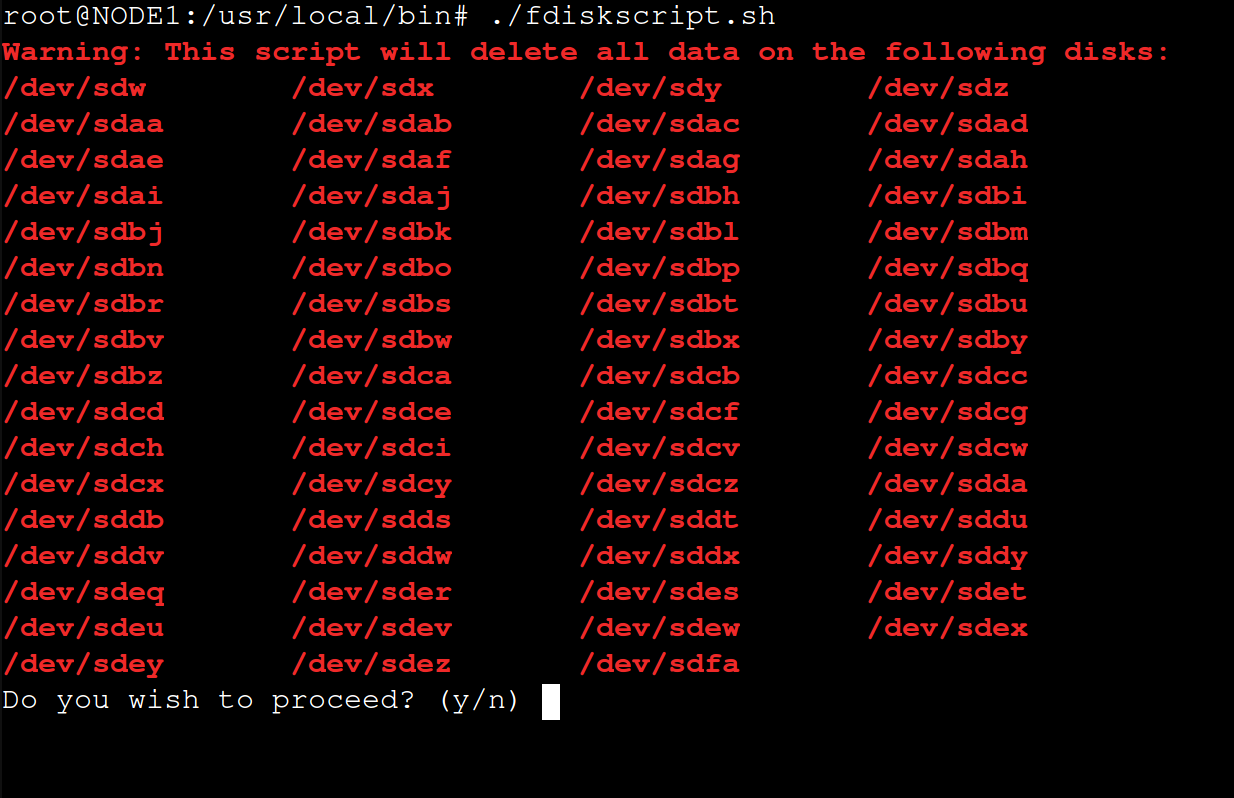 root@NODE1:/usr/local/bin# ./fdiskscript.sh
Warning: This script will delete all data on the following disks:
/dev/sdw /dev/sdx /dev/sdy /dev/sdz
/dev/sdaa /dev/sdab /dev/sdac /dev/sdad
/dev/sdae /dev/sdaf /dev/sdag /dev/sdah
/dev/sdai /dev/sdaj /dev/sdbh /dev/sdbi
/dev/sdbj /dev/sdbk /dev/sdbl /dev/sdbm
/dev/sdbn /dev/sdbo /dev/sdbp /dev/sdbq
/dev/sdbr /dev/sdbs /dev/sdbt /dev/sdbu
/dev/sdbv /dev/sdbw /dev/sdbx /dev/sdby
/dev/sdbz /dev/sdca /dev/sdcb /dev/sdcc
/dev/sdcd /dev/sdce /dev/sdcf /dev/sdcg
/dev/sdch /dev/sdci /dev/sdcv /dev/sdcw
/dev/sdcx /dev/sdcy /dev/sdcz /dev/sdda
/dev/sddb /dev/sdds /dev/sddt /dev/sddu
/dev/sddv /dev/sddw /dev/sddx /dev/sddy
/dev/sdeq /dev/sder /dev/sdes /dev/sdet
/dev/sdeu /dev/sdev /dev/sdew /dev/sdex
/dev/sdey /dev/sdez /dev/sdfa
Do you wish to proceed? (y/n)